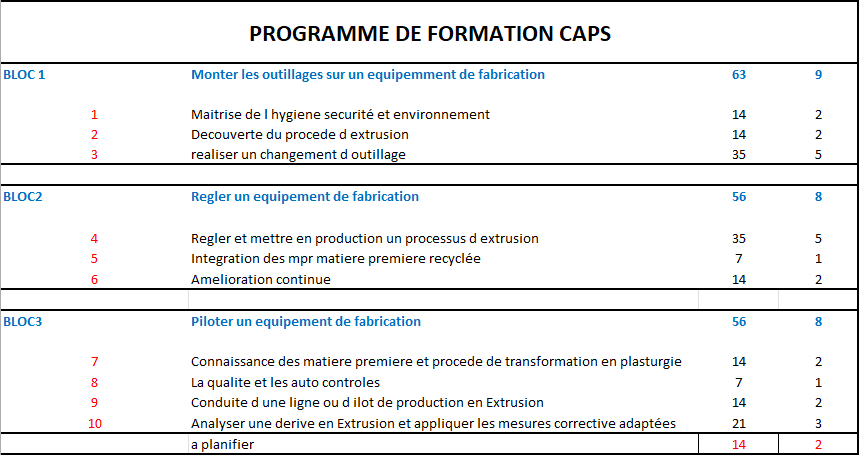 PROGRAMME DE FORMATION CAPS
BLOC 1 Monter les outillages sur un equipemment de fabrication 63 9
1 Maitrise de l hygiene securité et environnement 14 2
2 Decouverte du procede d extrusion 14 2
3 realiser un changement d outillage 35 5
BLOC2 Regler un equipement de fabrication 56 8
4 Regler et mettre en production un processus d extrusion 35 5
5 Integration des mpr matiere premiere recyclée 7 1
6 Amelioration continue 14 2
BLOC3 Piloter un equipement de fabrication 56 8
7 Connaissance des matiere premiere et procede de transformation en plasturgie 14 2
8 La qualite et les auto controles 7 1
9 Conduite d une ligne ou d ilot de production en Extrusion 14 2
10 Analyser une derive en Extrusion et appliquer les mesures corrective adaptées 21 3
a planifier 14 2